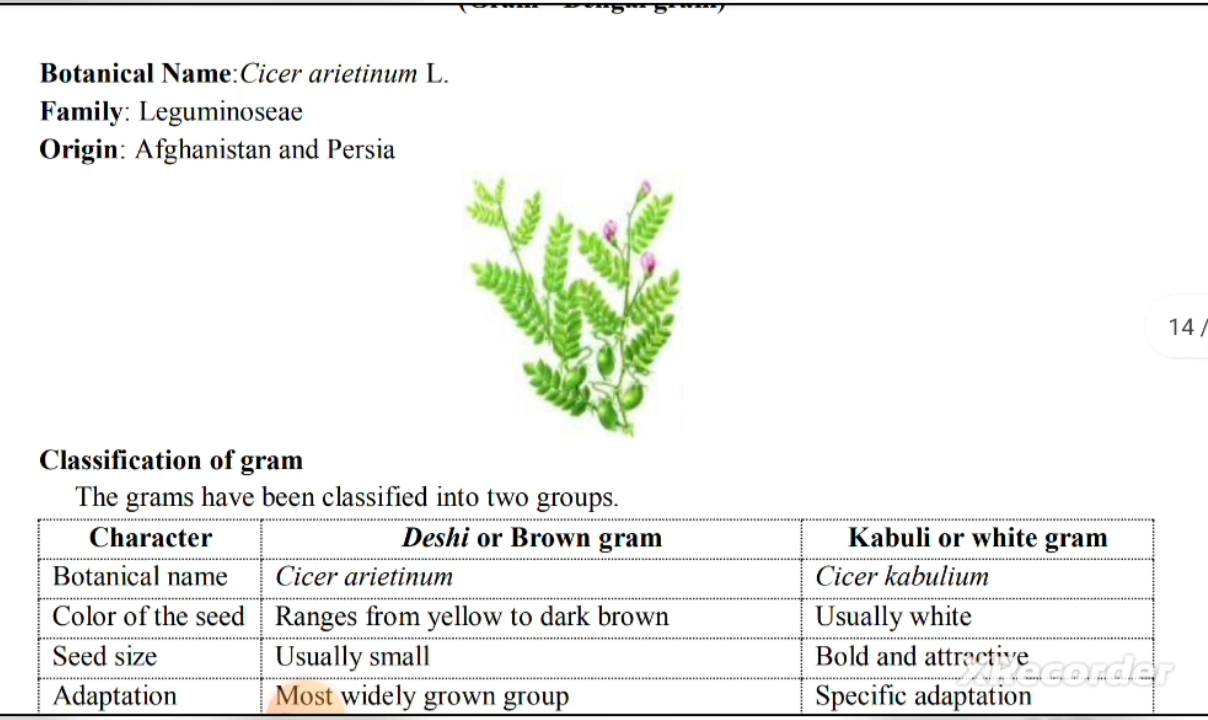 Botanical Name:Cicer arietinum L.
Family: Leguminoseae
Origin: Afghanistan and Persia
14 /
Classification of gram
The grams have been classified into two groups.
Character Deshi or Brown gram Kabuli or white gram
Botanical name Cicer arietinum Cicer kabulium
Color of the seed Ranges from yellow to dark brown Usually white
Seed size Usually small Bold and attractive
XRecorder
Adaptation Most widely grown group Specific adaptation